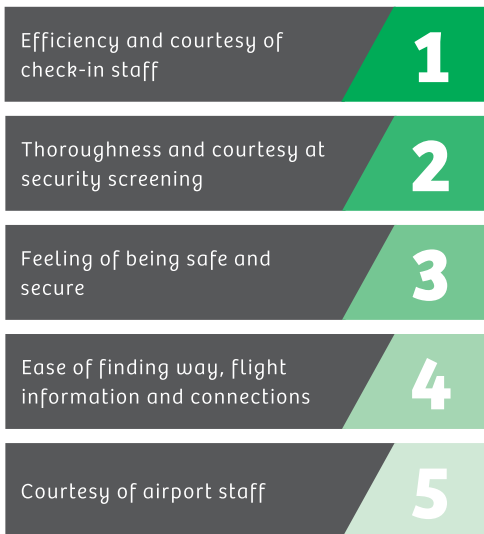 Efficiency and courtesy of
check-in staff
1
Thoroughness and courtesy at
security screening
2
Feeling of being safe and
secure
3
Ease of finding way, flight
information and connections
4
Courtesy of airport staff
5